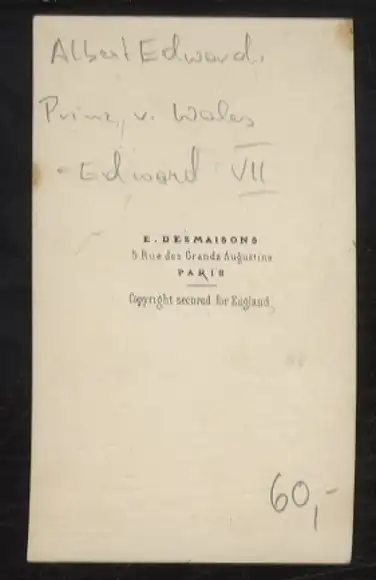 Albert Edward.
Prinz v. Wales
- Edward VII
E. DESMAISONS
5 Rue des Grands Augustins
PARIS
Copyright secured for England
60,-